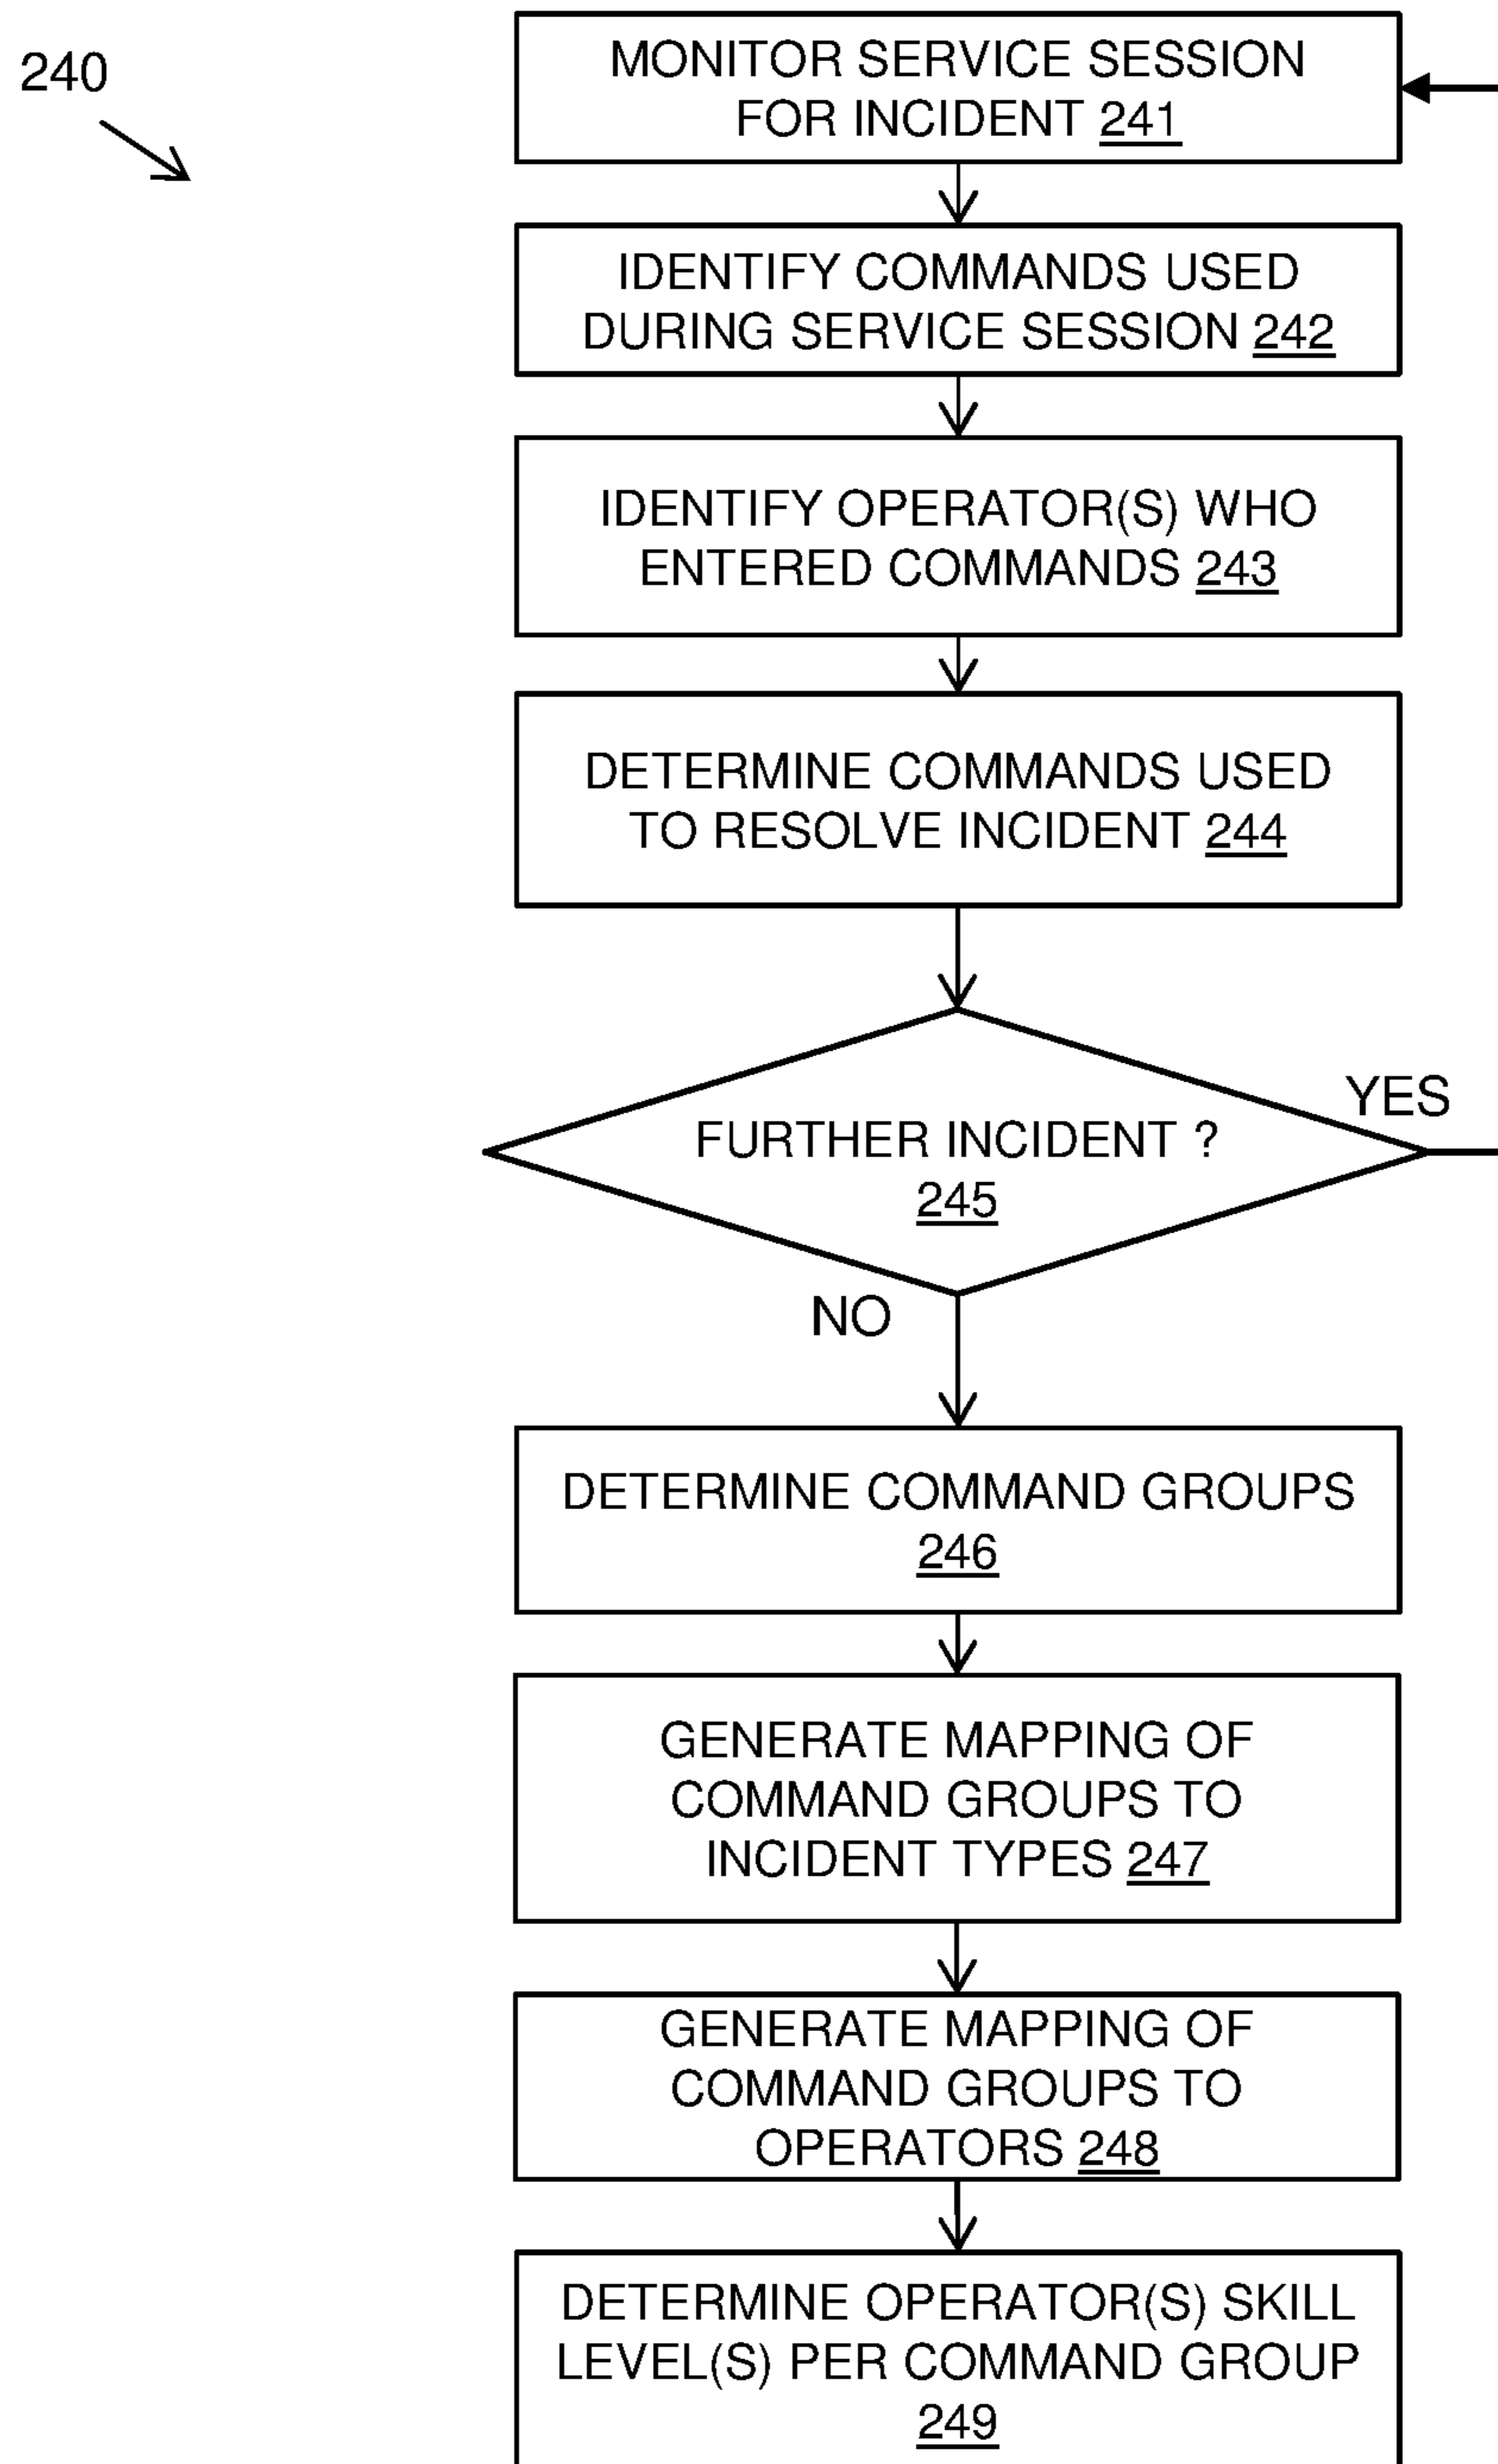 240
MONITOR SERVICE SESSION
FOR INCIDENT 241
IDENTIFY COMMANDS USED
DURING SERVICE SESSION 242
IDENTIFY OPERATOR(S) WHO
ENTERED COMMANDS 243
DETERMINE COMMANDS USED
TO RESOLVE INCIDENT 244
YES
FURTHER INCIDENT ?
245
NO
DETERMINE COMMAND GROUPS
246
GENERATE MAPPING OF
COMMAND GROUPS TO
INCIDENT TYPES 247
GENERATE MAPPING OF
COMMAND GROUPS TO
OPERATORS 248
DETERMINE OPERATOR(S) SKILL
LEVEL(S) PER COMMAND GROUP
249